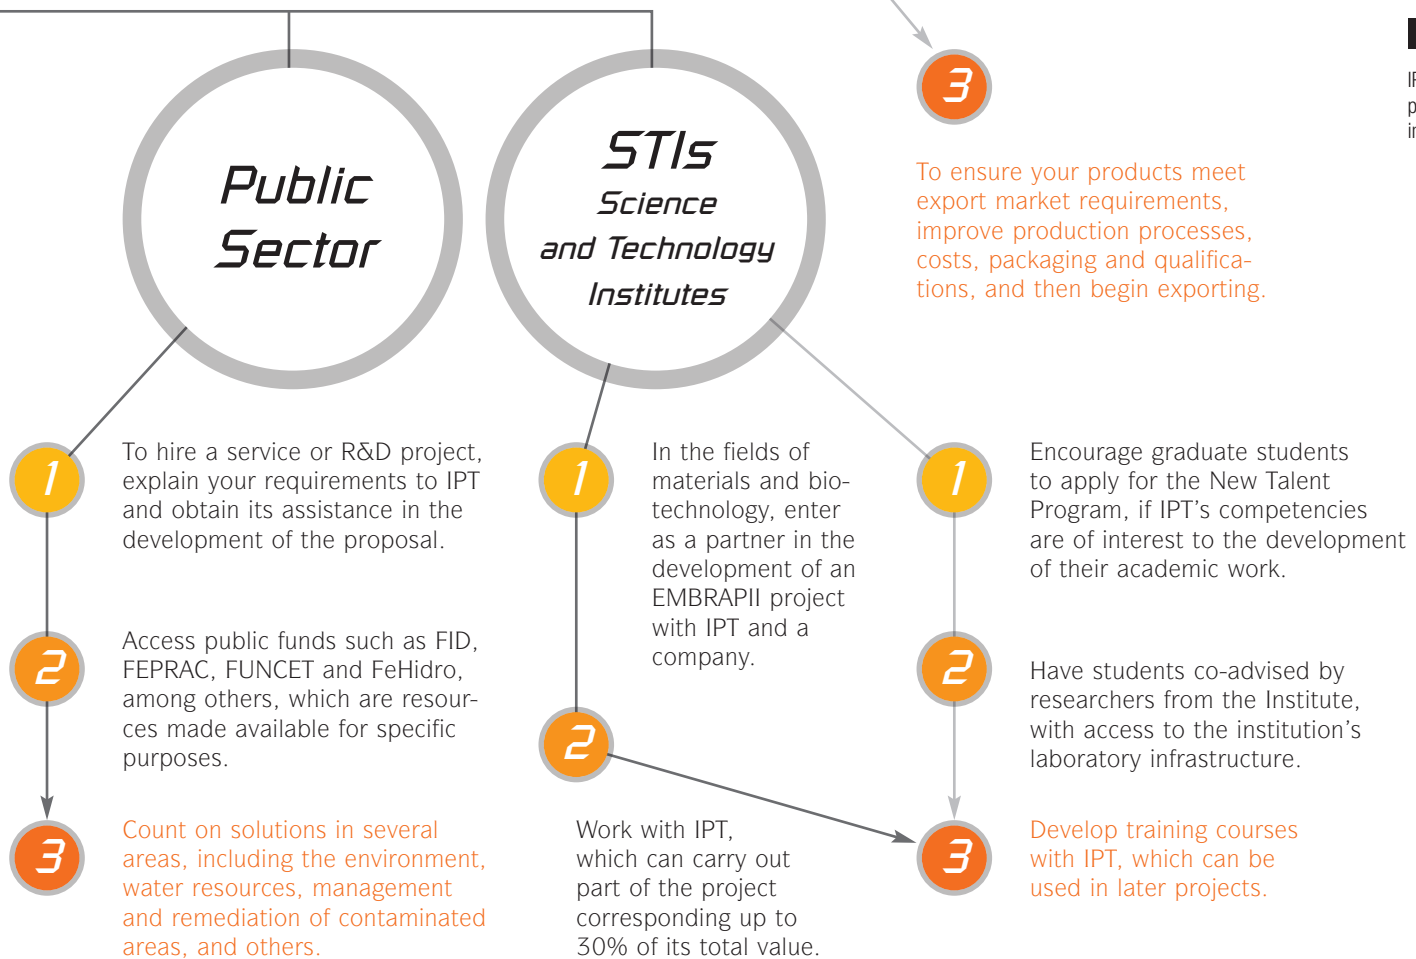 Public
Sector
STIs
Science
and Technology
Institutes
3
To ensure your products meet
export market requirements,
improve production processes,
costs, packaging and qualifica-
tions, and then begin exporting.
1
To hire a service or R&D project,
explain your requirements to IPT
and obtain its assistance in the
development of the proposal.
2
Access public funds such as FID,
FEPRAC, FUNCET and FeHidro,
among others, which are resour-
ces made available for specific
purposes.
3
Count on solutions in several
areas, including the environment,
water resources, management
and remediation of contaminated
areas, and others.
1
In the fields of
materials and bio-
technology, enter
as a partner in the
development of an
EMBRAPII project
with IPT and a
company.
2
Work with IPT,
which can carry out
part of the project
corresponding up to
30% of its total value.
1
Encourage graduate students
to apply for the New Talent
Program, if IPT's competencies
are of interest to the development
of their academic work.
2
Have students co-advised by
researchers from the Institute,
with access to the institution's
laboratory infrastructure.
3
Develop training courses
with IPT, which can be
used in later projects.